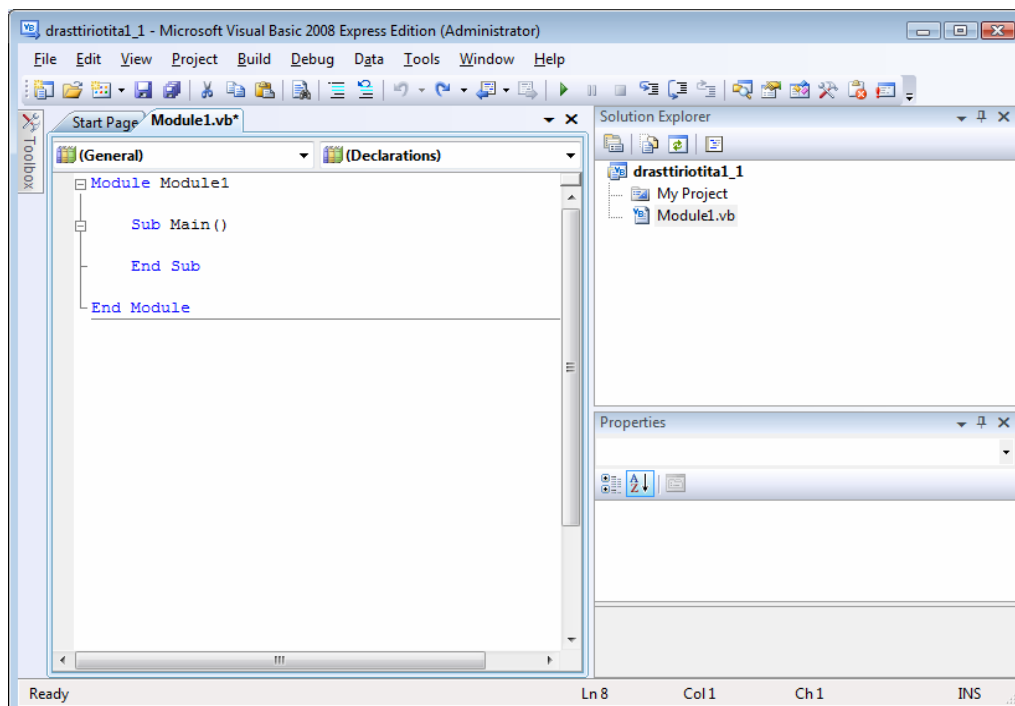 drasttiriotita1_1 - Microsoft Visual Basic 2008 Express Edition (Administrator)
File Edit View Project Build Debug Data Tools Window Help
Toolbox
Start Page Module1.vb*
(General) (Declarations)
Module Module1
Sub Main()
End Sub
End Module
Solution Explorer
drasttiriotita1_1
My Project
Module1.vb
Properties
Ready Ln 8 Col 1 Ch 1 INS